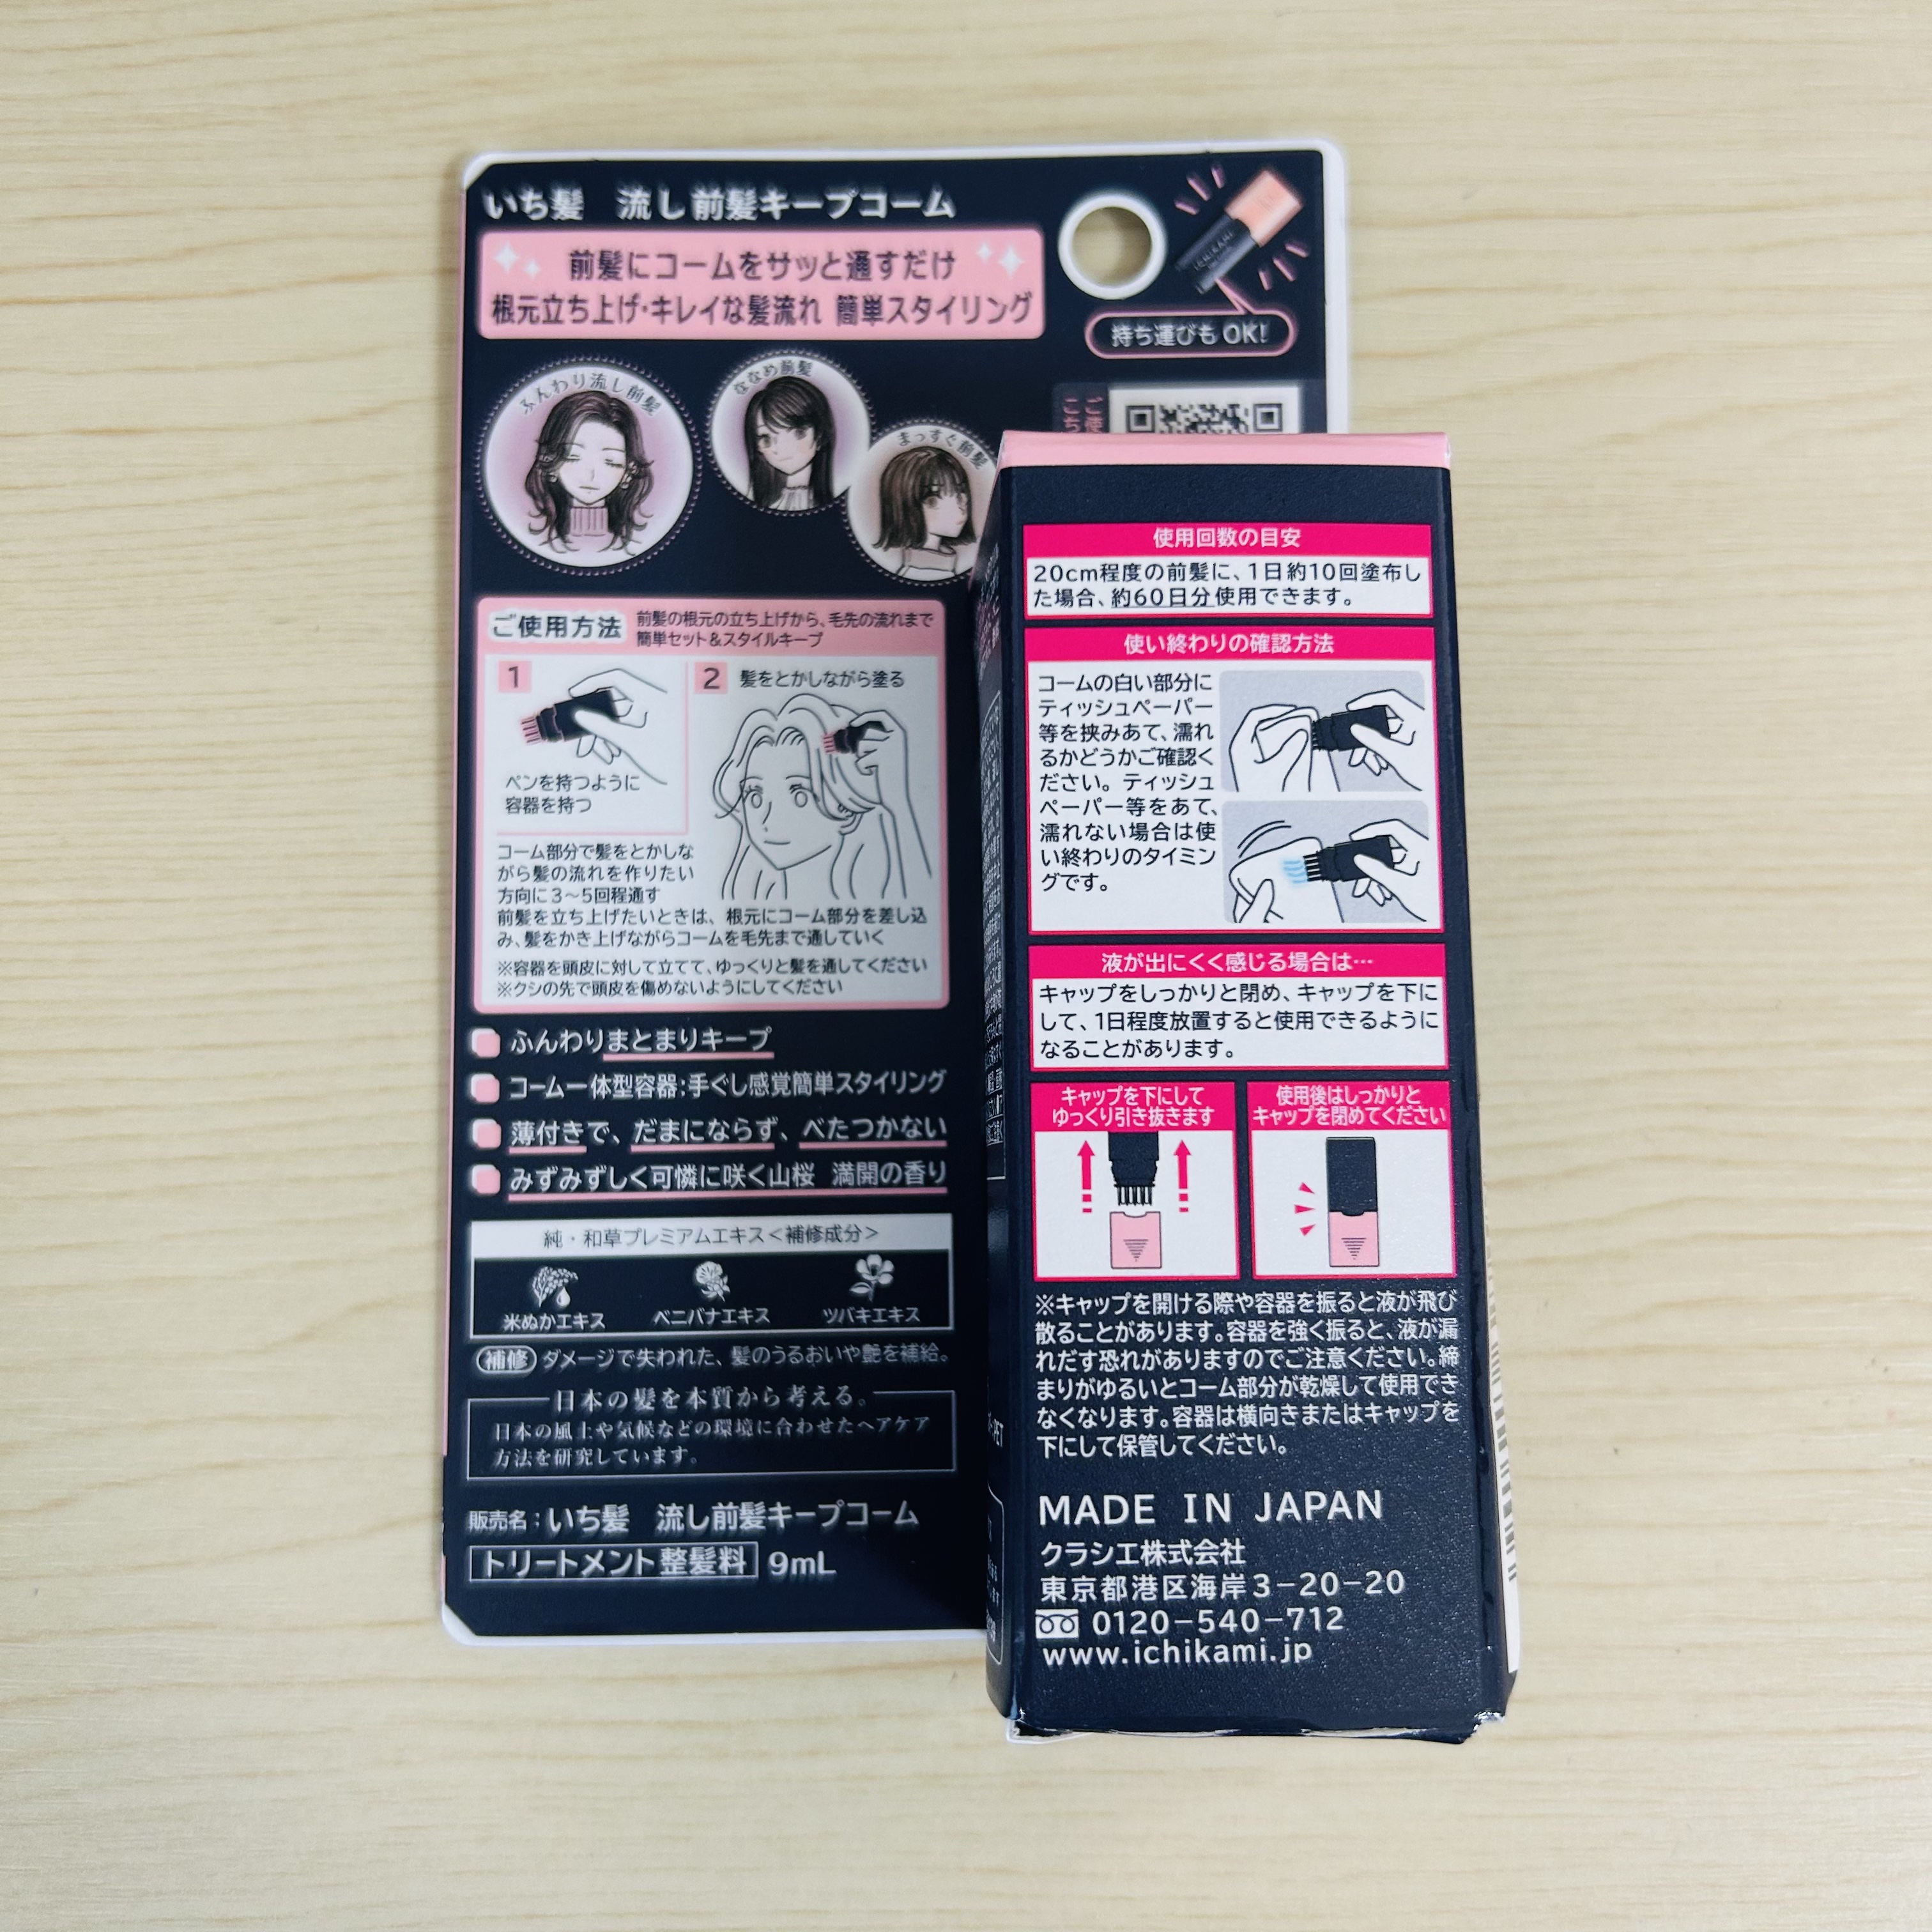 いち髪 流し前髪キープコーム
前髪にコームをサッと通すだけ
根元立ち上げ・キレイな髪流れ 簡単スタイリング
持ち運びもOK!
ふんわり流し前髪
ななめ前髪
まっすぐ前髪
ご使用方法
前髪の根元の立ち上げから、毛先の流れまで
簡単セット&スタイルキープ
1
ペンを持つように
容器を持つ
2 髪をとかしながら塗る
コーム部分で髪をとかしな
がら髪の流れを作りたい
方向に3～5回程通す
前髪を立ち上げたいときは、根元にコーム部分を差し込
み、髪をかき上げながらコームを毛先まで通していく
※容器を頭皮に対して立てて、ゆっくりと髪を通してください
※クシの先で頭皮を傷めないようにしてください
ふんわりまとまりキープ
コーム一体型容器:手ぐし感覚簡単スタイリング
薄付きで、だまにならず、べたつかない
みずみずしく可憐に咲く山桜 満開の香り
純・和草プレミアムエキス<補修成分>
米ぬかエキス
ベニバナエキス
ツバキエキス
補修 ダメージで失われた、髪のうるおいや艶を補給。
日本の髪を本質から考える。
日本の風土や気候などの環境に合わせたヘアケア
方法を研究しています。
販売名:いち髪 流し前髪キープコーム
トリートメント整髪料 9mL
使用回数の目安
20cm程度の前髪に、1日約10回塗布し
た場合、約60日分使用できます。
使い終わりの確認方法
コームの白い部分に
ティッシュペーパー
等を挟みあて、濡れ
るかどうかご確認く
ださい。ティッシュ
ペーパー等をあて、
濡れない場合は使
い終わりのタイミン
グです。
液が出にくく感じる場合は…
キャップをしっかりと閉め、キャップを下に
して、1日程度放置すると使用できるように
なることがあります。
キャップを下にして
ゆっくり引き抜きます
使用後はしっかりと
キャップを閉めてください
※キャップを開ける際や容器を振ると液が飛び
散ることがあります。容器を強く振ると、液が漏
れだす恐れがありますのでご注意ください。締
まりがゆるいとコーム部分が乾燥して使用でき
なくなります。容器は横向きまたはキャップを
下にして保管してください。
MADE IN JAPAN
クラシエ株式会社
東京都港区海岸3-20-20
0120-540-712
www.ichikami.jp